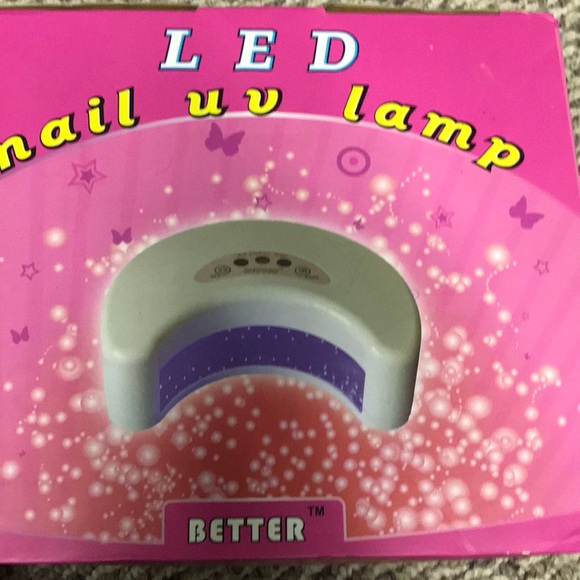 LED
nail uv lamp
BETTER™